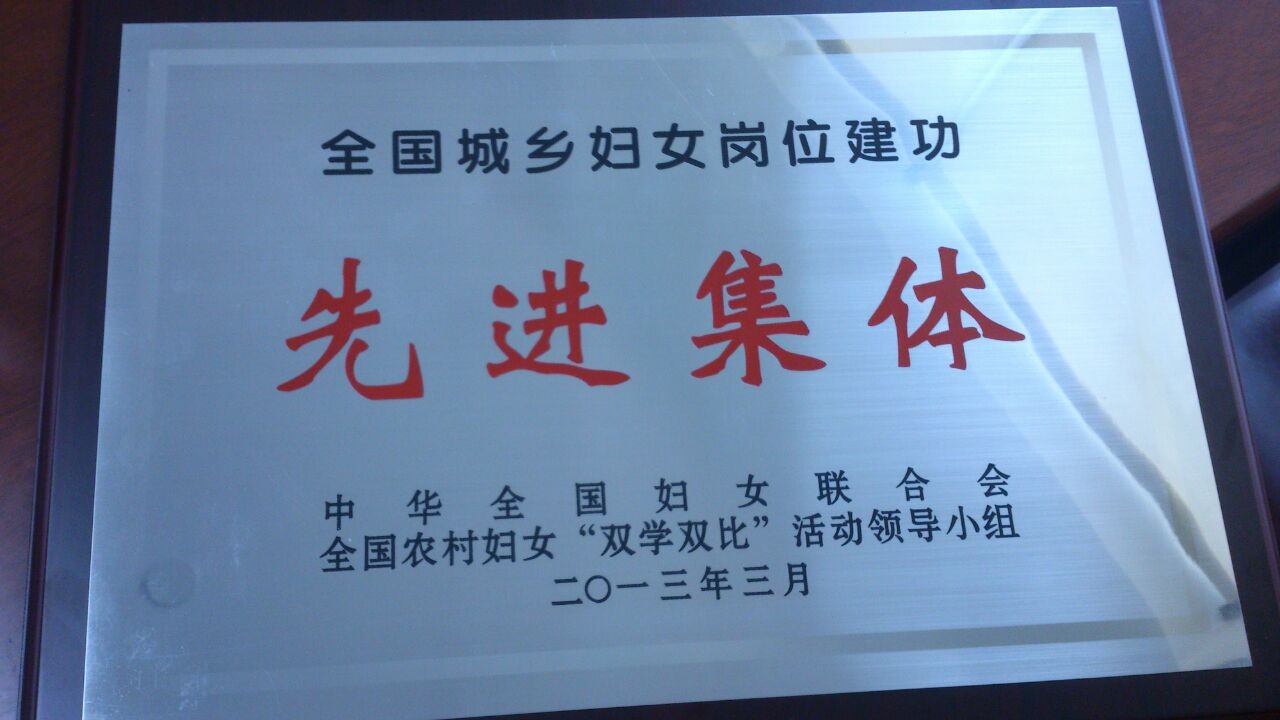 全国城乡妇女岗位建功
先进集体
中华全国妇女联合会
全国农村妇女“双学双比”活动领导小组
二〇一三年三月